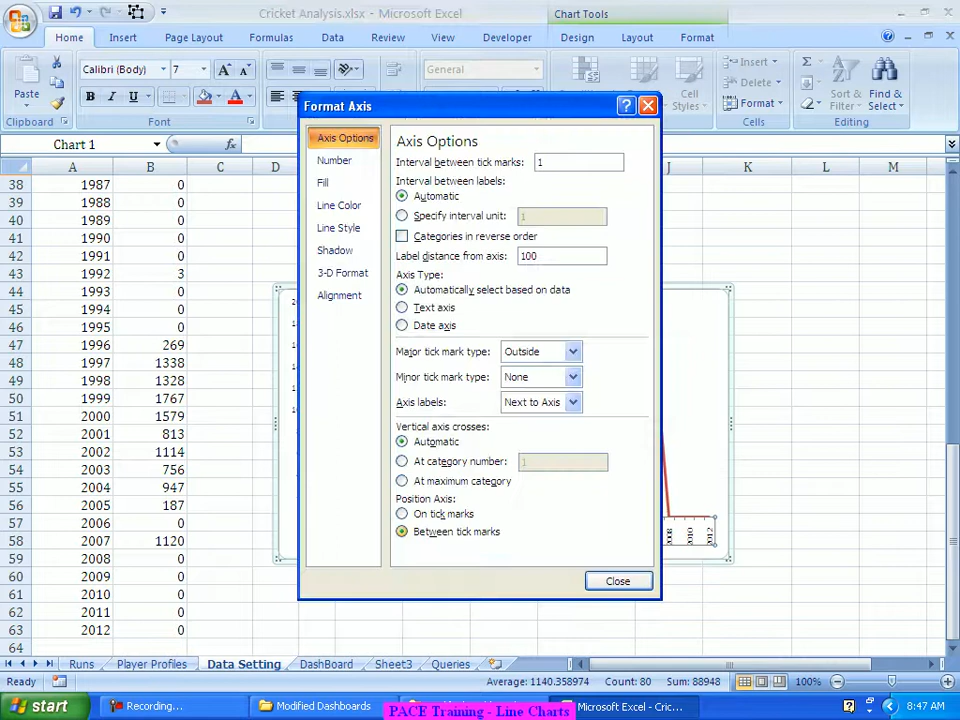 Cricket Analysis.xlsx - Microsoft Excel
Chart Tools
Home Insert Page Layout Formulas Data Review View Developer Design Layout Format
Paste
Clipboard
Calibri (Body) 7
B I U
Font
General
Cell
Styles
Insert
Delete
Format
Cells
Sort &
Filter
Find &
Select
Editing
Chart 1
fx
A B C D J K L M
38 1987 0
39 1988 0
40 1989 0
41 1990 0
42 1991 0
43 1992 3
44 1993 0
45 1994 0
46 1995 0
47 1996 269
48 1997 1338
49 1998 1328
50 1999 1767
51 2000 1579
52 2001 813
53 2002 1114
54 2003 756
55 2004 947
56 2005 187
57 2006 0
58 2007 1120
59 2008 0
60 2009 0
61 2010 0
62 2011 0
63 2012 0
64
Format Axis
Axis Options
Number
Fill
Line Color
Line Style
Shadow
3-D Format
Alignment
Axis Options
Interval between tick marks: 1
Interval between labels:
Automatic
Specify interval unit: 1
Categories in reverse order
Label distance from axis: 100
Axis Type:
Automatically select based on data
Text axis
Date axis
Major tick mark type: Outside
Minor tick mark type: None
Axis labels: Next to Axis
Vertical axis crosses:
Automatic
At category number: 1
At maximum category
Position Axis:
On tick marks
Between tick marks
Close
2008
2010
2012
Runs Player Profiles Data Setting DashBoard Sheet3 Queries
Ready Average: 1140.358974 Count: 80 Sum: 88948 100%
start Recording... Modified Dashboards Microsoft Excel - Cric... 8:47 AM
PACE Training - Line Charts